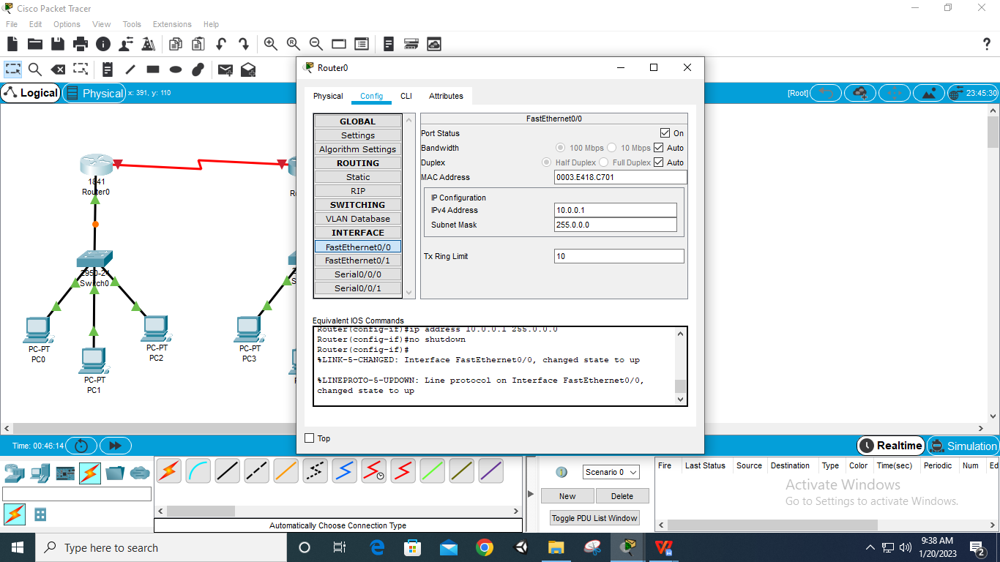 Cisco Packet Tracer
File Edit Options View Tools Extensions Help
?
Logical Physical x: 391, y: 110
[Root] 23:45:30
1841
Router0
2950-24
Switch0
PC-PT
PC0
PC-PT
PC1
PC-PT
PC2
PC-PT
PC3
Router0
Physical Config CLI Attributes
GLOBAL
Settings
Algorithm Settings
ROUTING
Static
RIP
SWITCHING
VLAN Database
INTERFACE
FastEthernet0/0
FastEthernet0/1
Serial0/0/0
Serial0/0/1
FastEthernet0/0
Port Status On
Bandwidth 100 Mbps 10 Mbps Auto
Duplex Half Duplex Full Duplex Auto
MAC Address 0003.E418.C701
IP Configuration
IPv4 Address 10.0.0.1
Subnet Mask 255.0.0.0
Tx Ring Limit 10
Equivalent IOS Commands
Router(config-if)#ip address 10.0.0.1 255.0.0.0
Router(config-if)#no shutdown
Router(config-if)#
%LINK-5-CHANGED: Interface FastEthernet0/0, changed state to up
%LINEPROTO-5-UPDOWN: Line protocol on Interface FastEthernet0/0,
changed state to up
Top
Time: 00:46:14
Realtime Simulation
Automatically Choose Connection Type
Scenario 0
New Delete
Toggle PDU List Window
Fire Last Status Source Destination Type Color Time(sec) Periodic Num Ed
Activate Windows
Go to Settings to activate Windows.
Type here to search
9:38 AM
1/20/2023
2